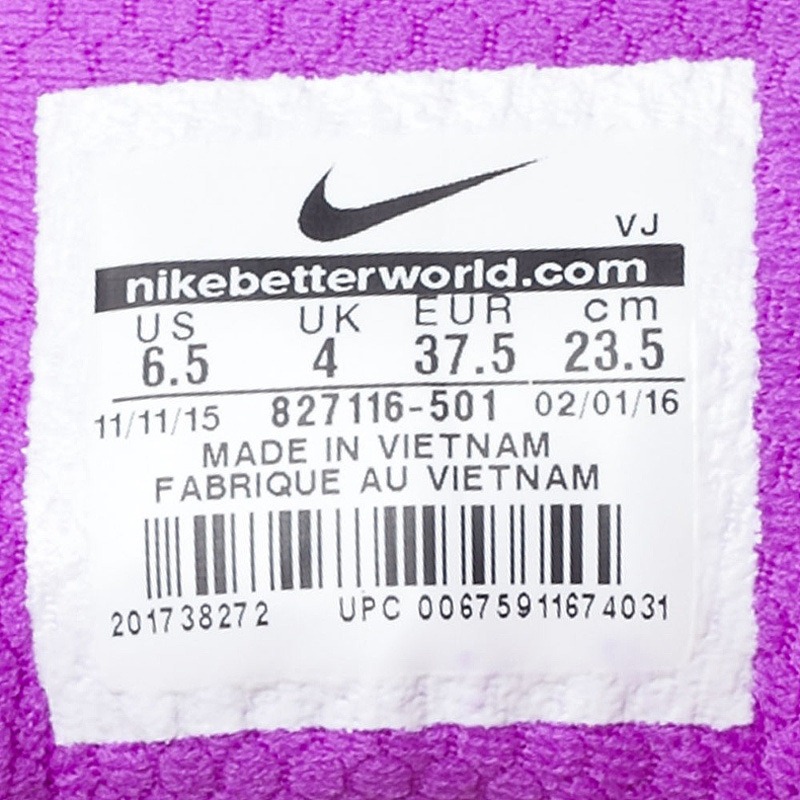 VJ
nikebetterworld.com
US UK EUR cm
6.5 4 37.5 23.5
11/11/15 827116-501 02/01/16
MADE IN VIETNAM
FABRIQUE AU VIETNAM
201738272 UPC 00675911674031